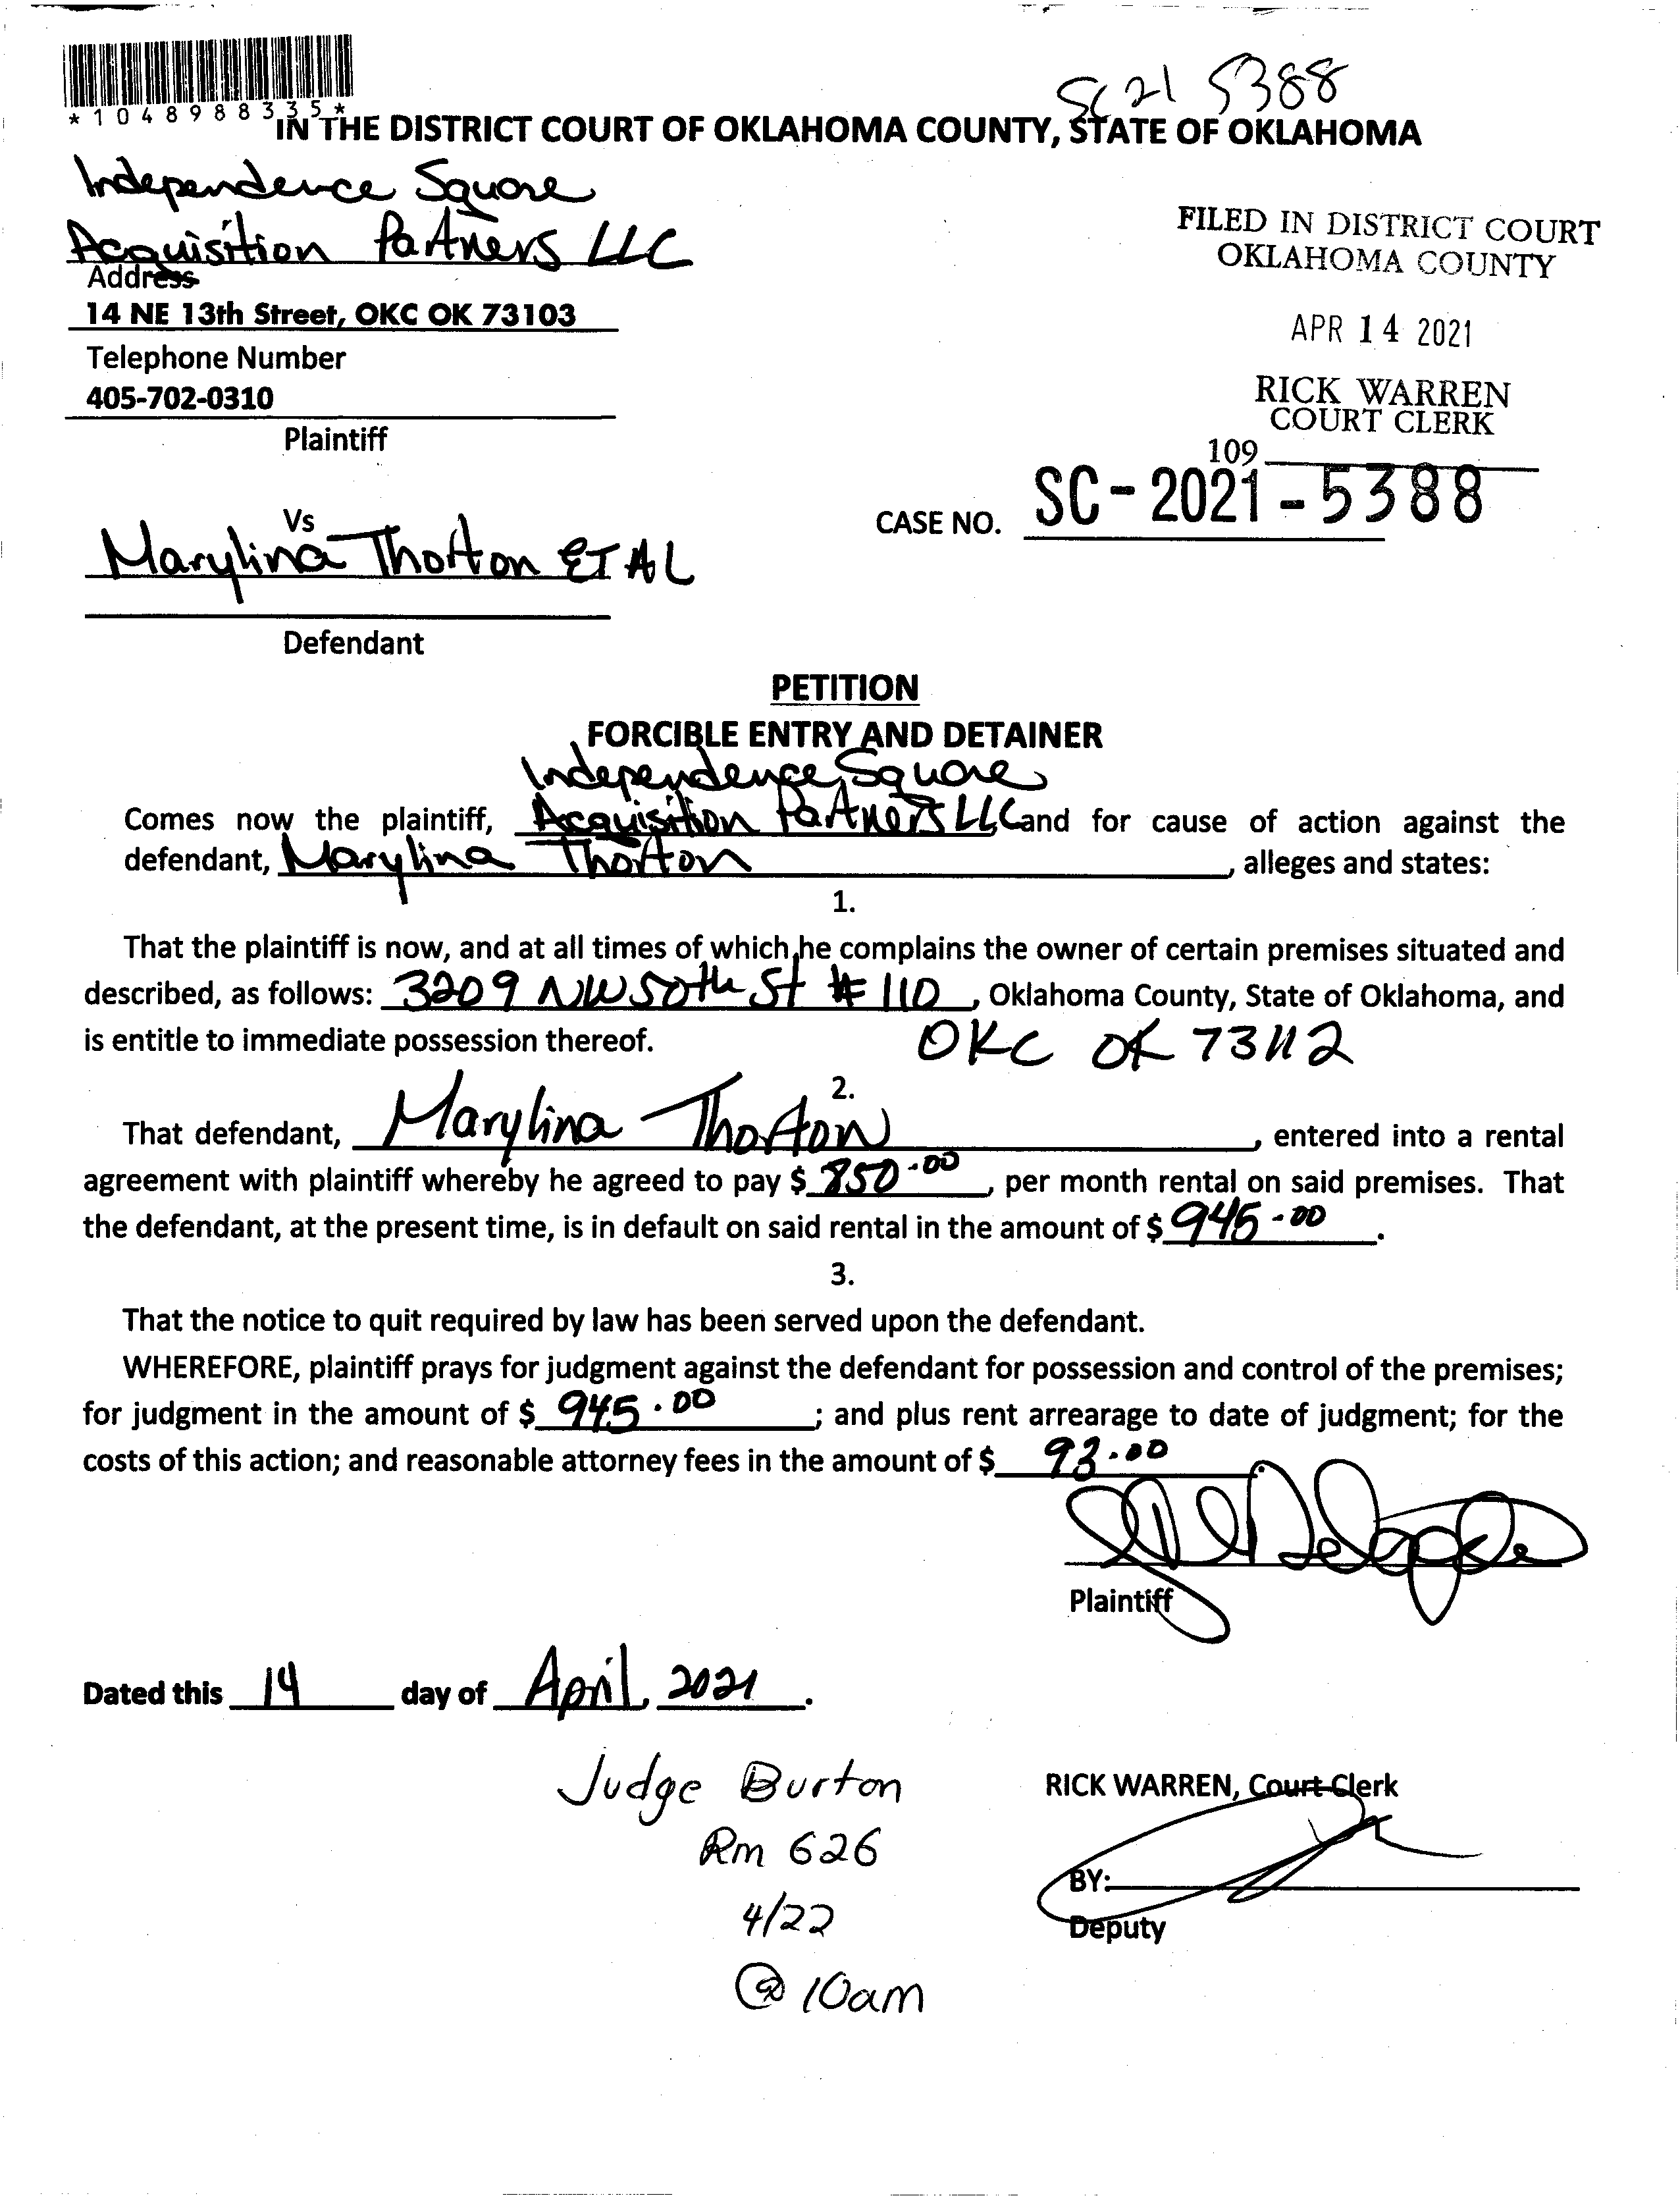 SC 21 5388
*1048988335*
IN THE DISTRICT COURT OF OKLAHOMA COUNTY, STATE OF OKLAHOMA
Independence Square
Acquisition Partners LLC
Address
14 NE 13th Street, OKC OK 73103
Telephone Number
405-702-0310
Plaintiff
FILED IN DISTRICT COURT
OKLAHOMA COUNTY
APR 14 2021
RICK WARREN
COURT CLERK
109
CASE NO. SC-2021-5388
Vs
Marylina Thorton ET AL
Defendant
PETITION
FORCIBLE ENTRY AND DETAINER
Independence Square
Comes now the plaintiff, Acquisition Partners LLC and for cause of action against the
defendant, Marylina Thorton, alleges and states:
1.
That the plaintiff is now, and at all times of which he complains the owner of certain premises situated and
described, as follows: 3209 NW 50th St # 110, Oklahoma County, State of Oklahoma, and
is entitle to immediate possession thereof. OKC OK 73112
2.
That defendant, Marylina Thorton, entered into a rental
agreement with plaintiff whereby he agreed to pay $ 850.00, per month rental on said premises. That
the defendant, at the present time, is in default on said rental in the amount of $ 945-00.
3.
That the notice to quit required by law has been served upon the defendant.
WHEREFORE, plaintiff prays for judgment against the defendant for possession and control of the premises;
for judgment in the amount of $ 945.00; and plus rent arrearage to date of judgment; for the
costs of this action; and reasonable attorney fees in the amount of $ 93.00
Plaintiff
Dated this 14 day of April, 2021.
Judge Burton
Rm 626
4/22
@ 10am
RICK WARREN, Court Clerk
BY:
Deputy